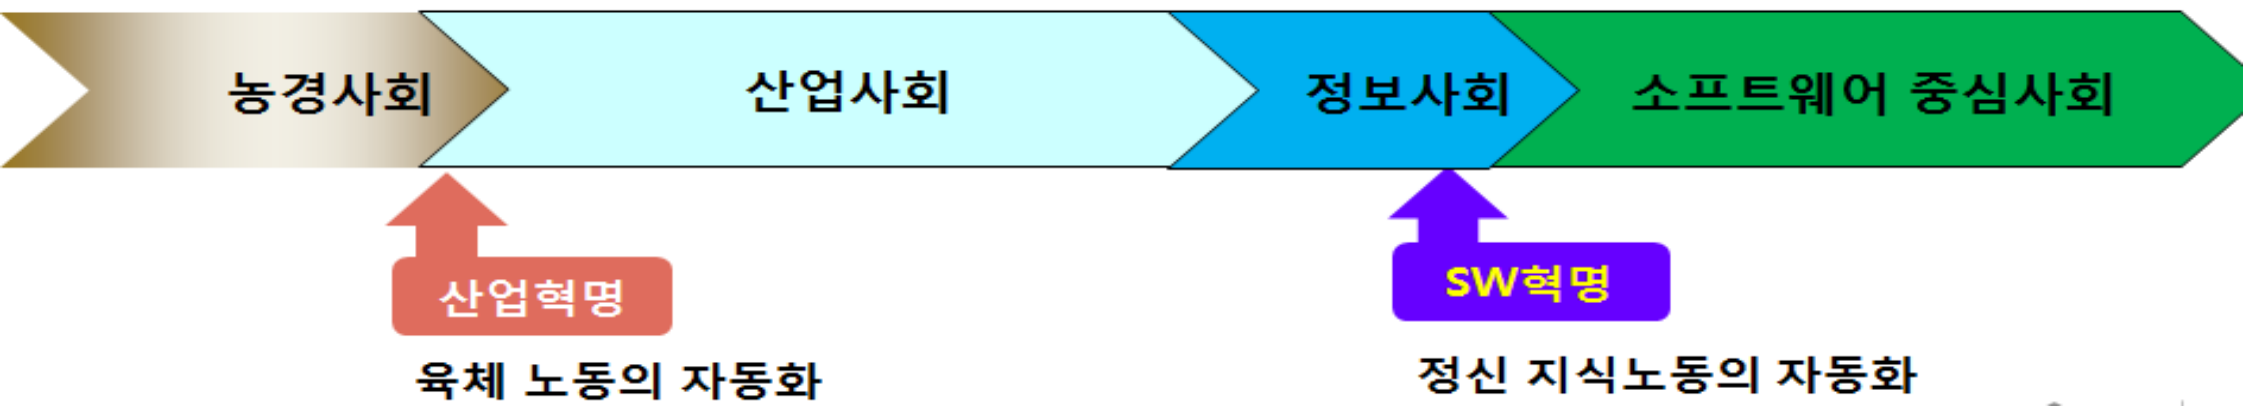 농경사회
산업사회
정보사회
소프트웨어 중심사회
산업혁명
SW혁명
육체 노동의 자동화
정신 지식노동의 자동화